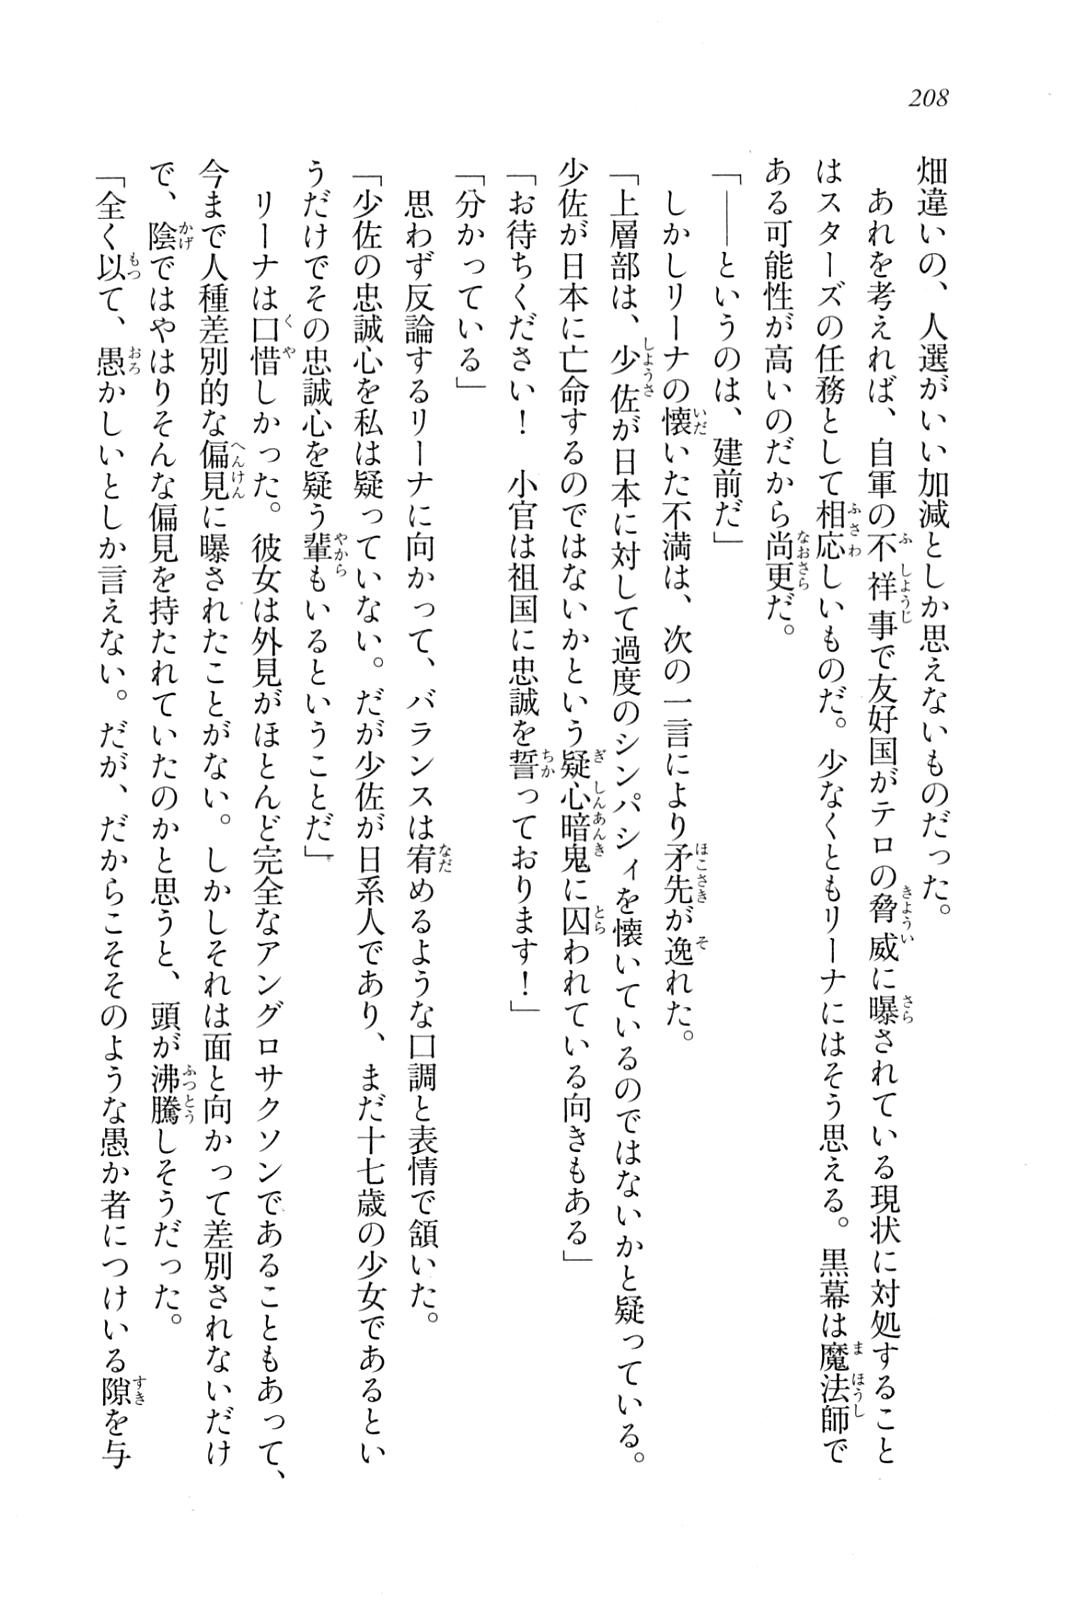 208
畑違いの、人選がいい加減としか思えないものだった。
　あれを考えれば、自軍の不祥事で友好国がテロの脅威に曝されている現状に対処すること
はスターズの任務として相応しいものだ。少なくともリーナにはそう思える。黒幕は魔法師で
ある可能性が高いのだから尚更だ。
「――というのは、建前だ」
　しかしリーナの懐いた不満は、次の一言により矛先が逸れた。
「上層部は、少佐が日本に対して過度のシンパシィを懐いているのではないかと疑っている。
少佐が日本に亡命するのではないかという疑心暗鬼に囚われている向きもある」
「お待ちください！　小官は祖国に忠誠を誓っております！」
「分かっている」
　思わず反論するリーナに向かって、バランスは宥めるような口調と表情で頷いた。
「少佐の忠誠心を私は疑っていない。だが少佐が日系人であり、まだ十七歳の少女であるとい
うだけでその忠誠心を疑う輩もいるということだ」
　リーナは口惜しかった。彼女は外見がほとんど完全なアングロサクソンであることもあって、
今まで人種差別的な偏見に曝されたことがない。しかしそれは面と向かって差別されないだけ
で、陰ではやはりそんな偏見を持たれていたのかと思うと、頭が沸騰しそうだった。
「全く以て、愚かしいとしか言えない。だが、だからこそそのような愚か者につけいる隙を与